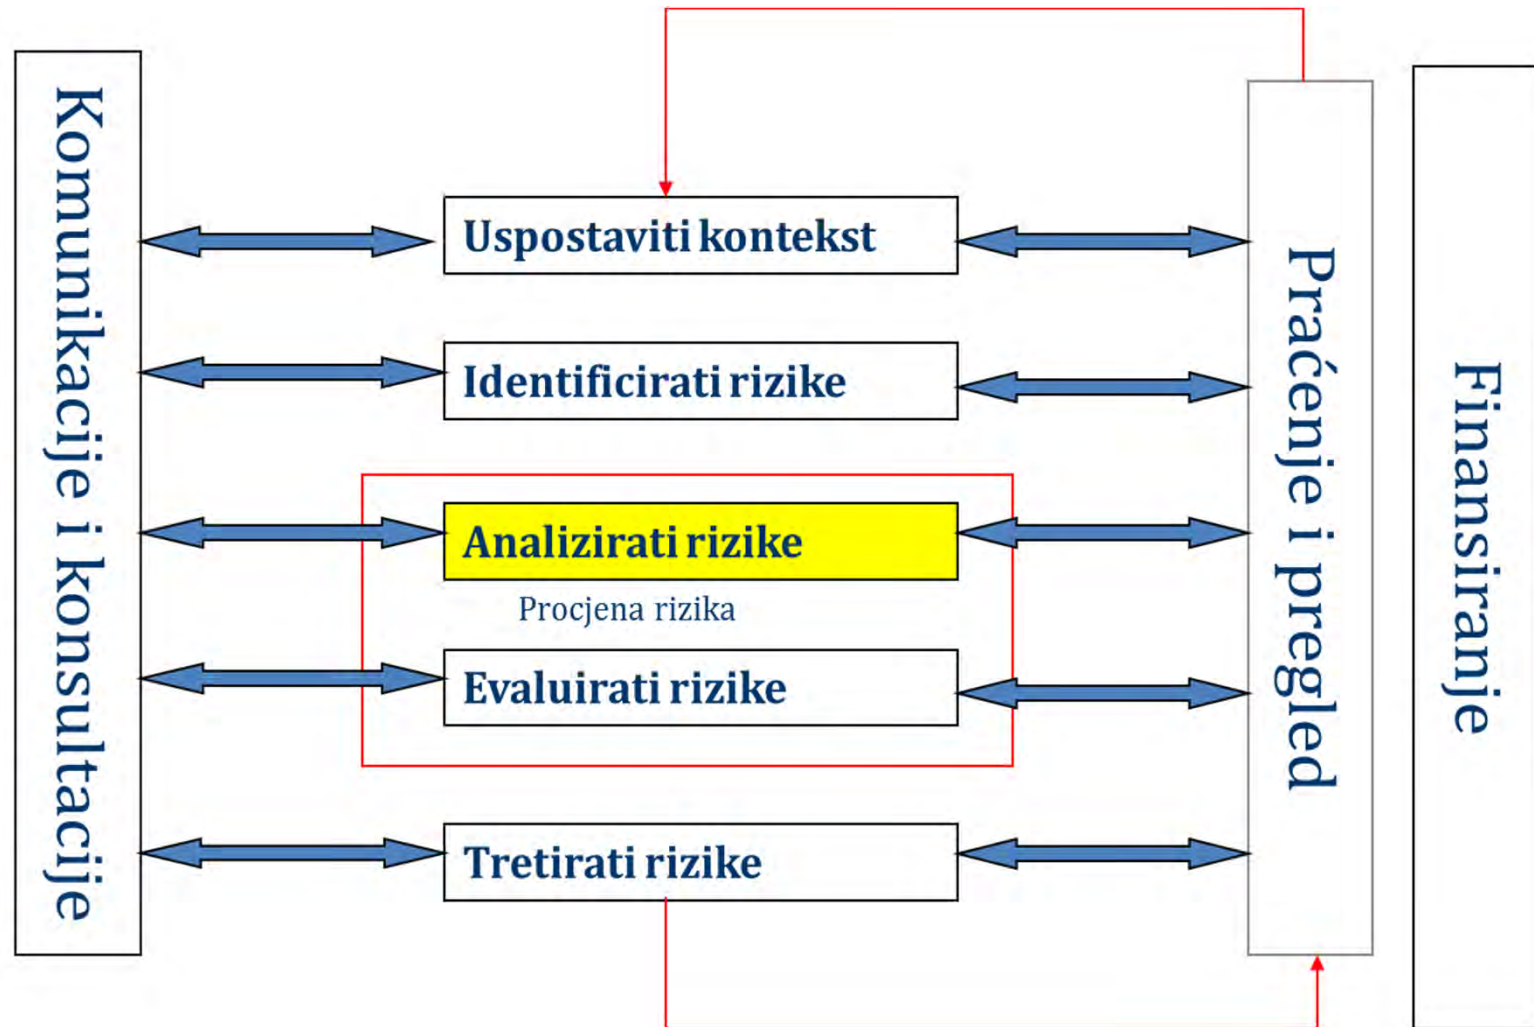 Komunikacije i konsultacije
Uspostaviti kontekst
Identificirati rizike
Analizirati rizike
Procjena rizika
Evaluirati rizike
Tretirati rizike
Praćenje i pregled
Finansiranje